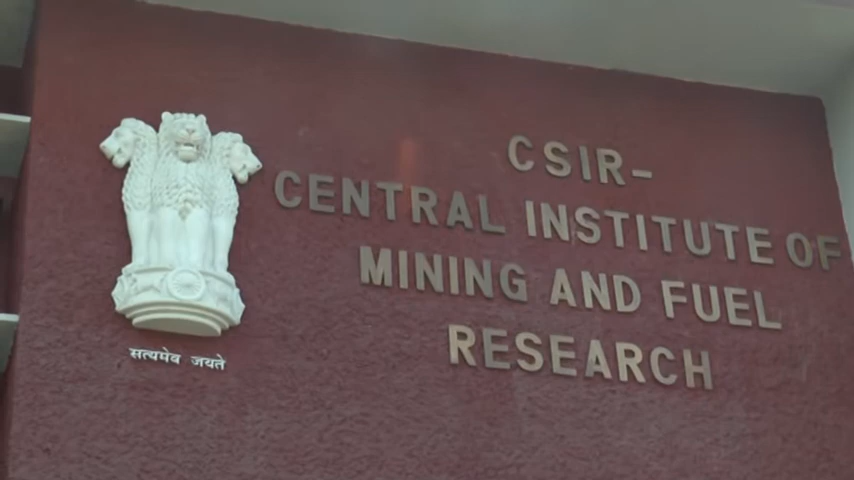 CSIR-
CENTRAL INSTITUTE OF
MINING AND FUEL
RESEARCH
सत्यमेव जयते